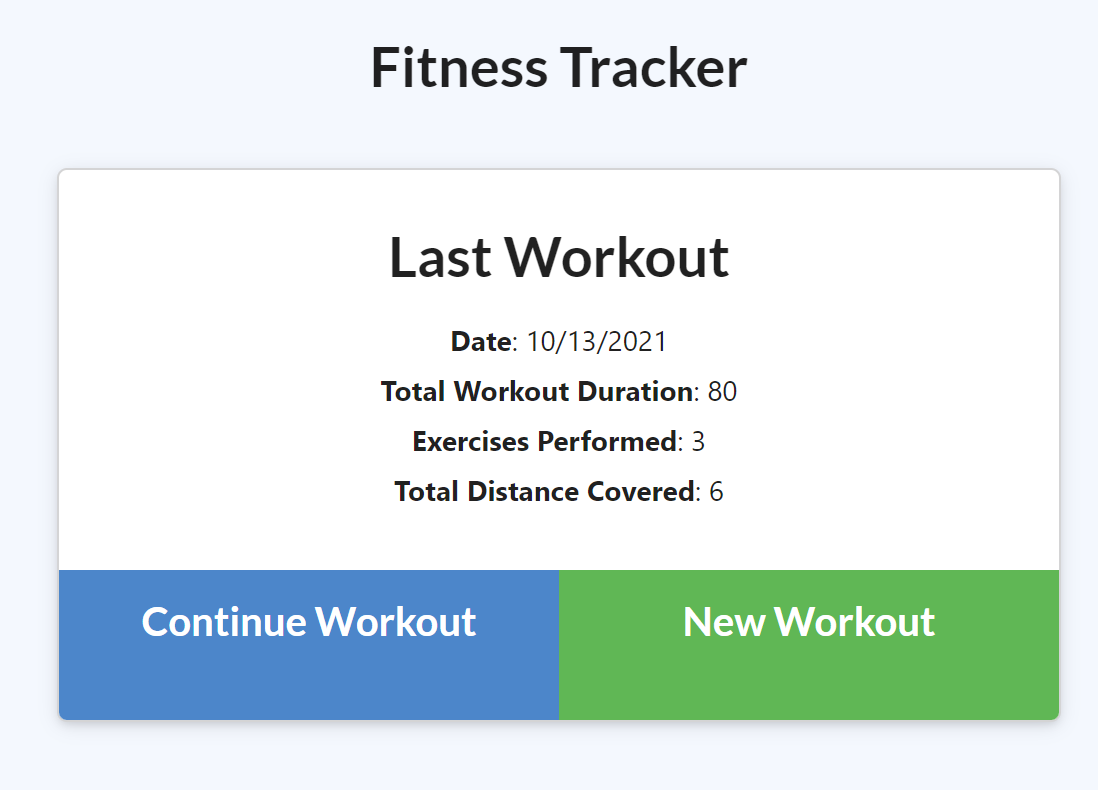 Fitness Tracker
Last Workout
Date: 10/13/2021
Total Workout Duration: 80
Exercises Performed: 3
Total Distance Covered: 6
Continue Workout
New Workout